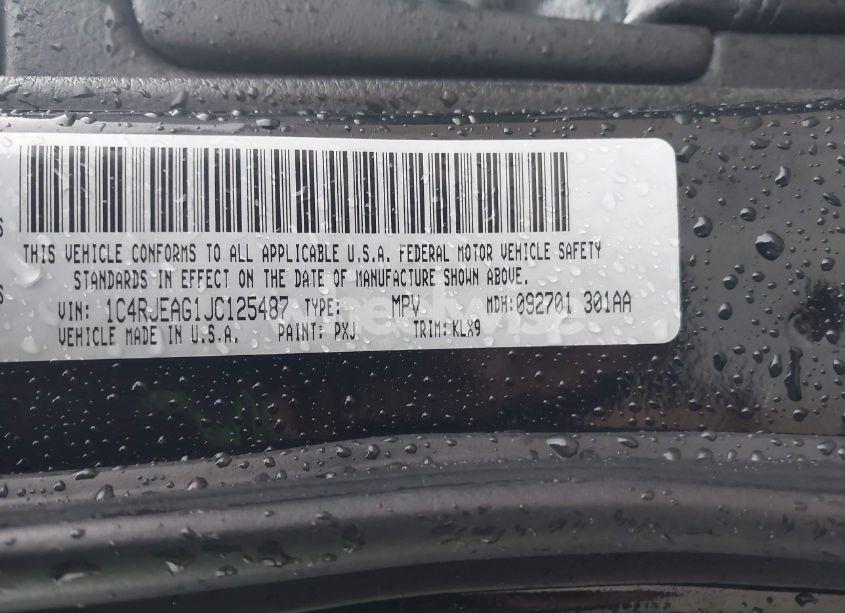 THIS VEHICLE CONFORMS TO ALL APPLICABLE U.S.A. FEDERAL MOTOR VEHICLE SAFETY
STANDARDS IN EFFECT ON THE DATE OF MANUFACTURE SHOWN ABOVE.
VIN: 1C4RJEAG1JC125487 TYPE: MPV MDH:092701 301AA
VEHICLE MADE IN U.S.A. PAINT: PXJ TRIM:KLX9